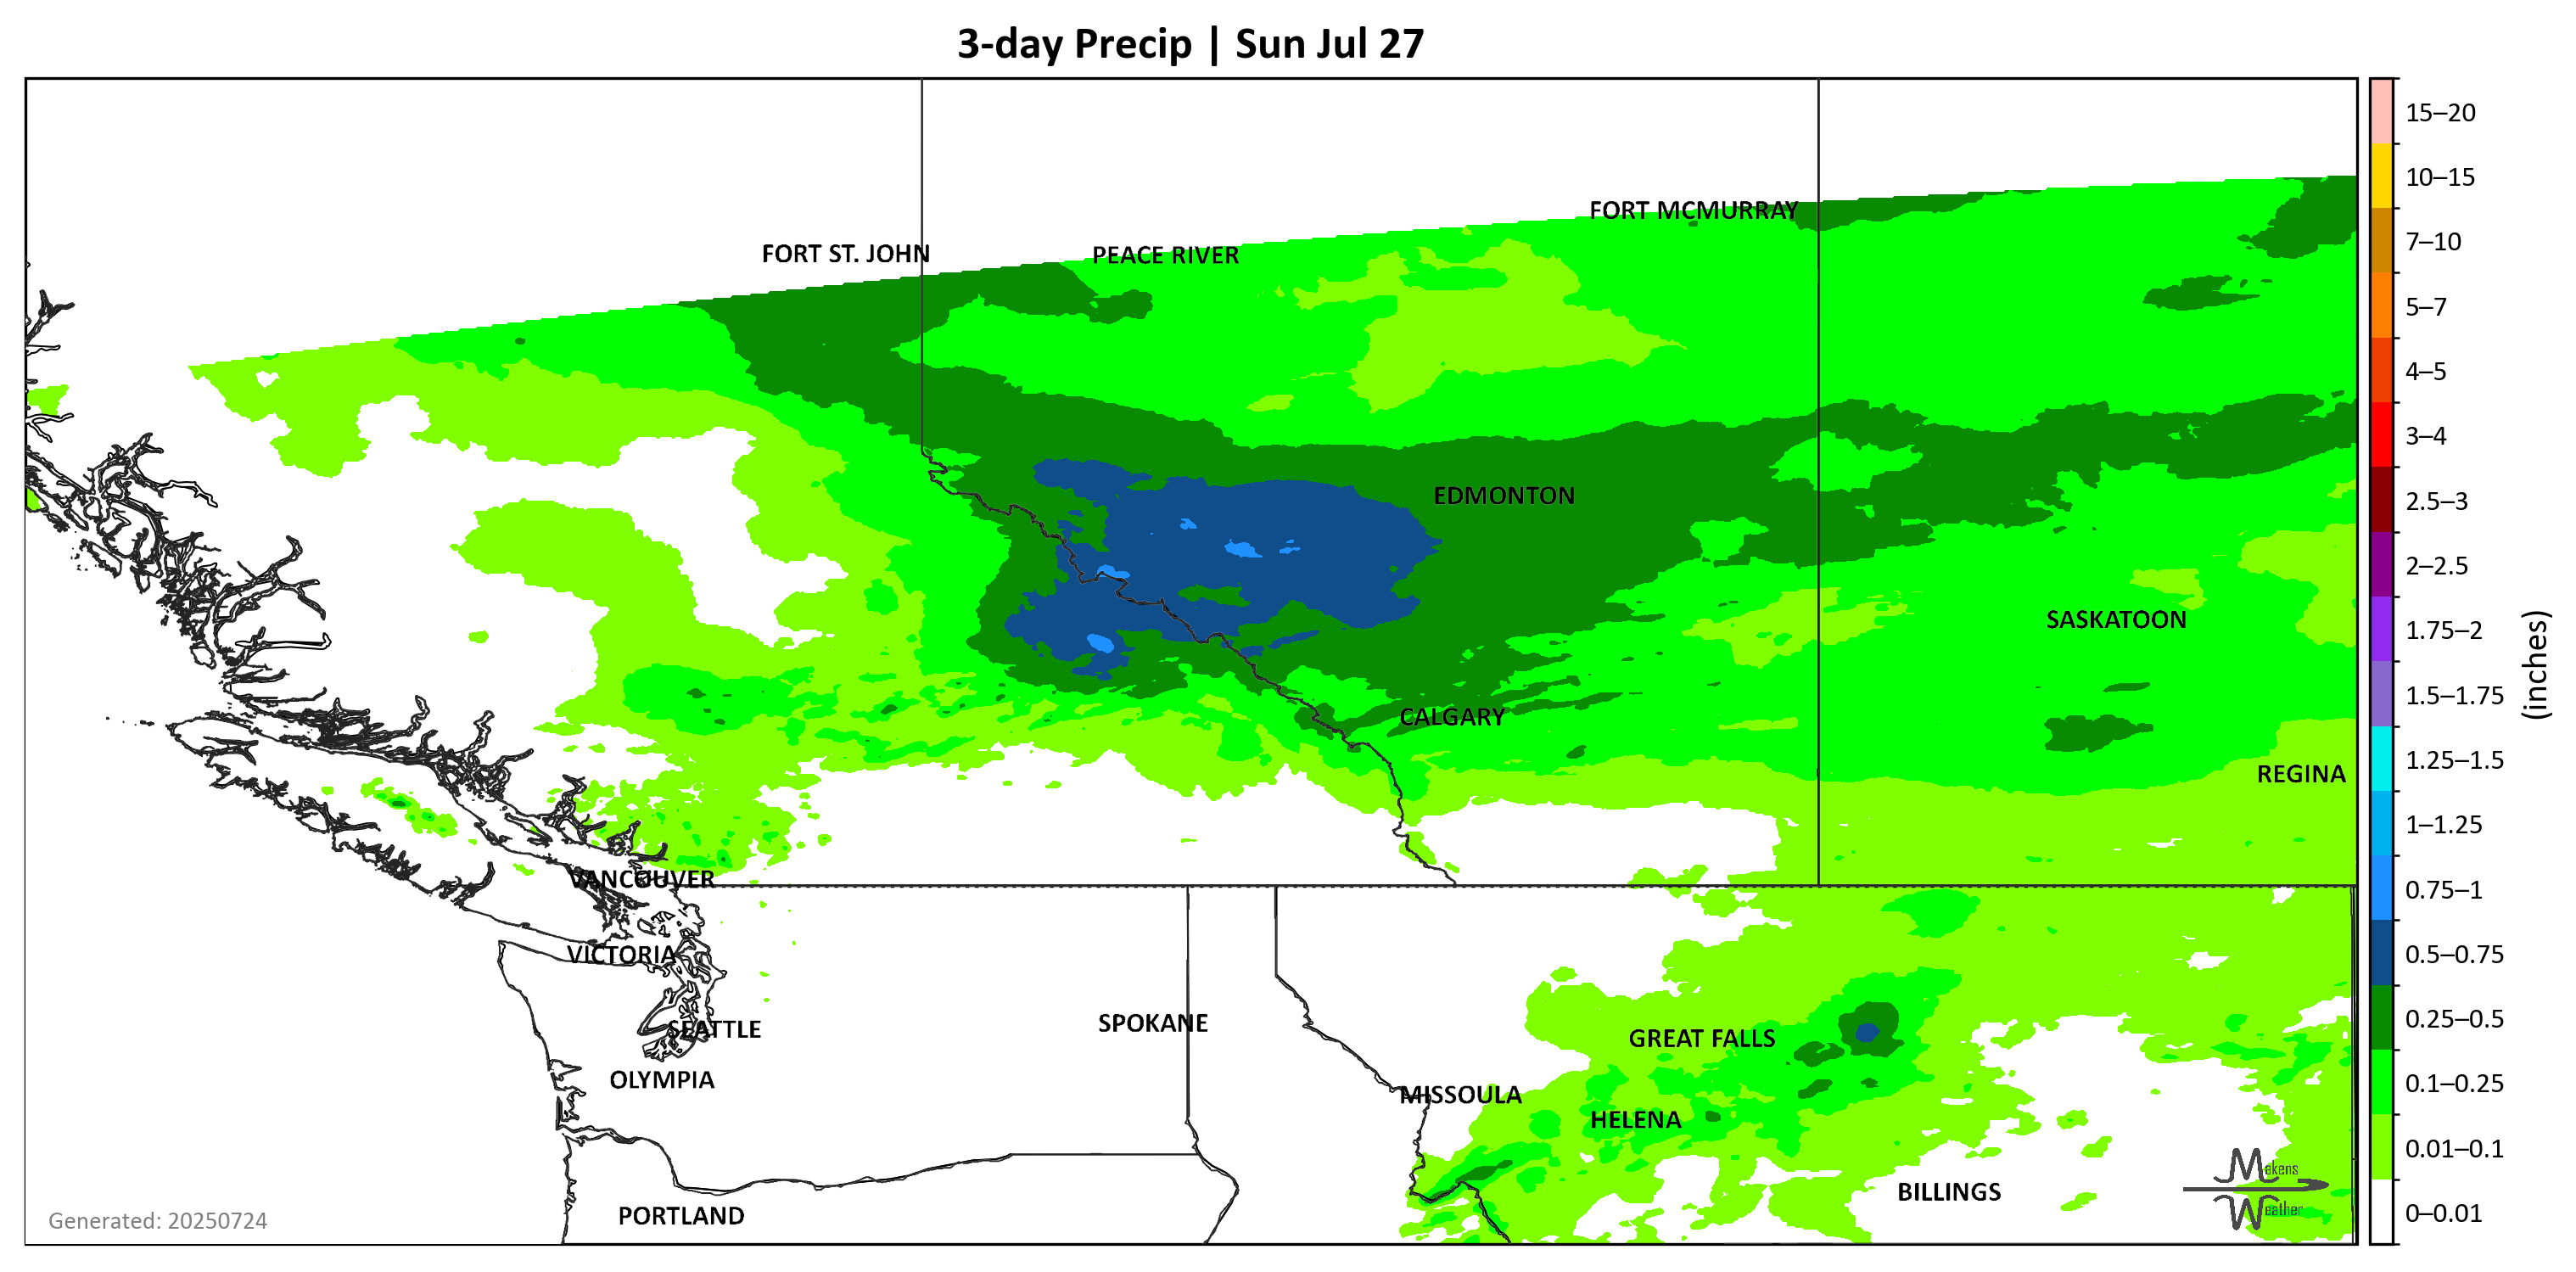 3-day Precip | Sun Jul 27
FORT MCMURRAY
FORT ST. JOHN
PEACE RIVER
EDMONTON
SASKATOON
CALGARY
REGINA
VANCOUVER
VICTORIA
SPOKANE
SEATTLE
GREAT FALLS
OLYMPIA
MISSOULA
HELENA
BILLINGS
PORTLAND
Makens
Weather
Generated: 20250724
15–20
10–15
7–10
5–7
4–5
3–4
2.5–3
2–2.5
1.75–2
1.5–1.75
1.25–1.5
1–1.25
0.75–1
0.5–0.75
0.25–0.5
0.1–0.25
0.01–0.1
0–0.01
(inches)